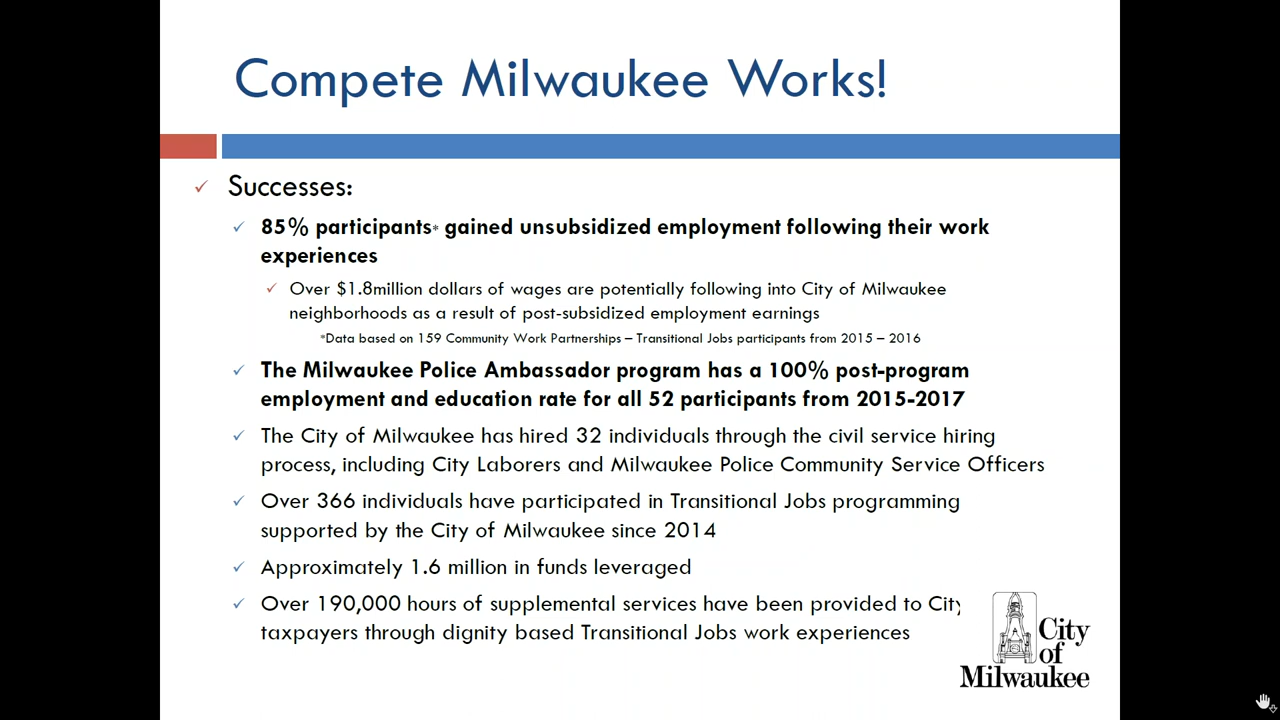 Compete Milwaukee Works!
Successes:
85% participants* gained unsubsidized employment following their work
experiences
Over $1.8million dollars of wages are potentially following into City of Milwaukee
neighborhoods as a result of post-subsidized employment earnings
*Data based on 159 Community Work Partnerships – Transitional Jobs participants from 2015 – 2016
The Milwaukee Police Ambassador program has a 100% post-program
employment and education rate for all 52 participants from 2015-2017
The City of Milwaukee has hired 32 individuals through the civil service hiring
process, including City Laborers and Milwaukee Police Community Service Officers
Over 366 individuals have participated in Transitional Jobs programming
supported by the City of Milwaukee since 2014
Approximately 1.6 million in funds leveraged
Over 190,000 hours of supplemental services have been provided to City
taxpayers through dignity based Transitional Jobs work experiences
City
of
Milwaukee